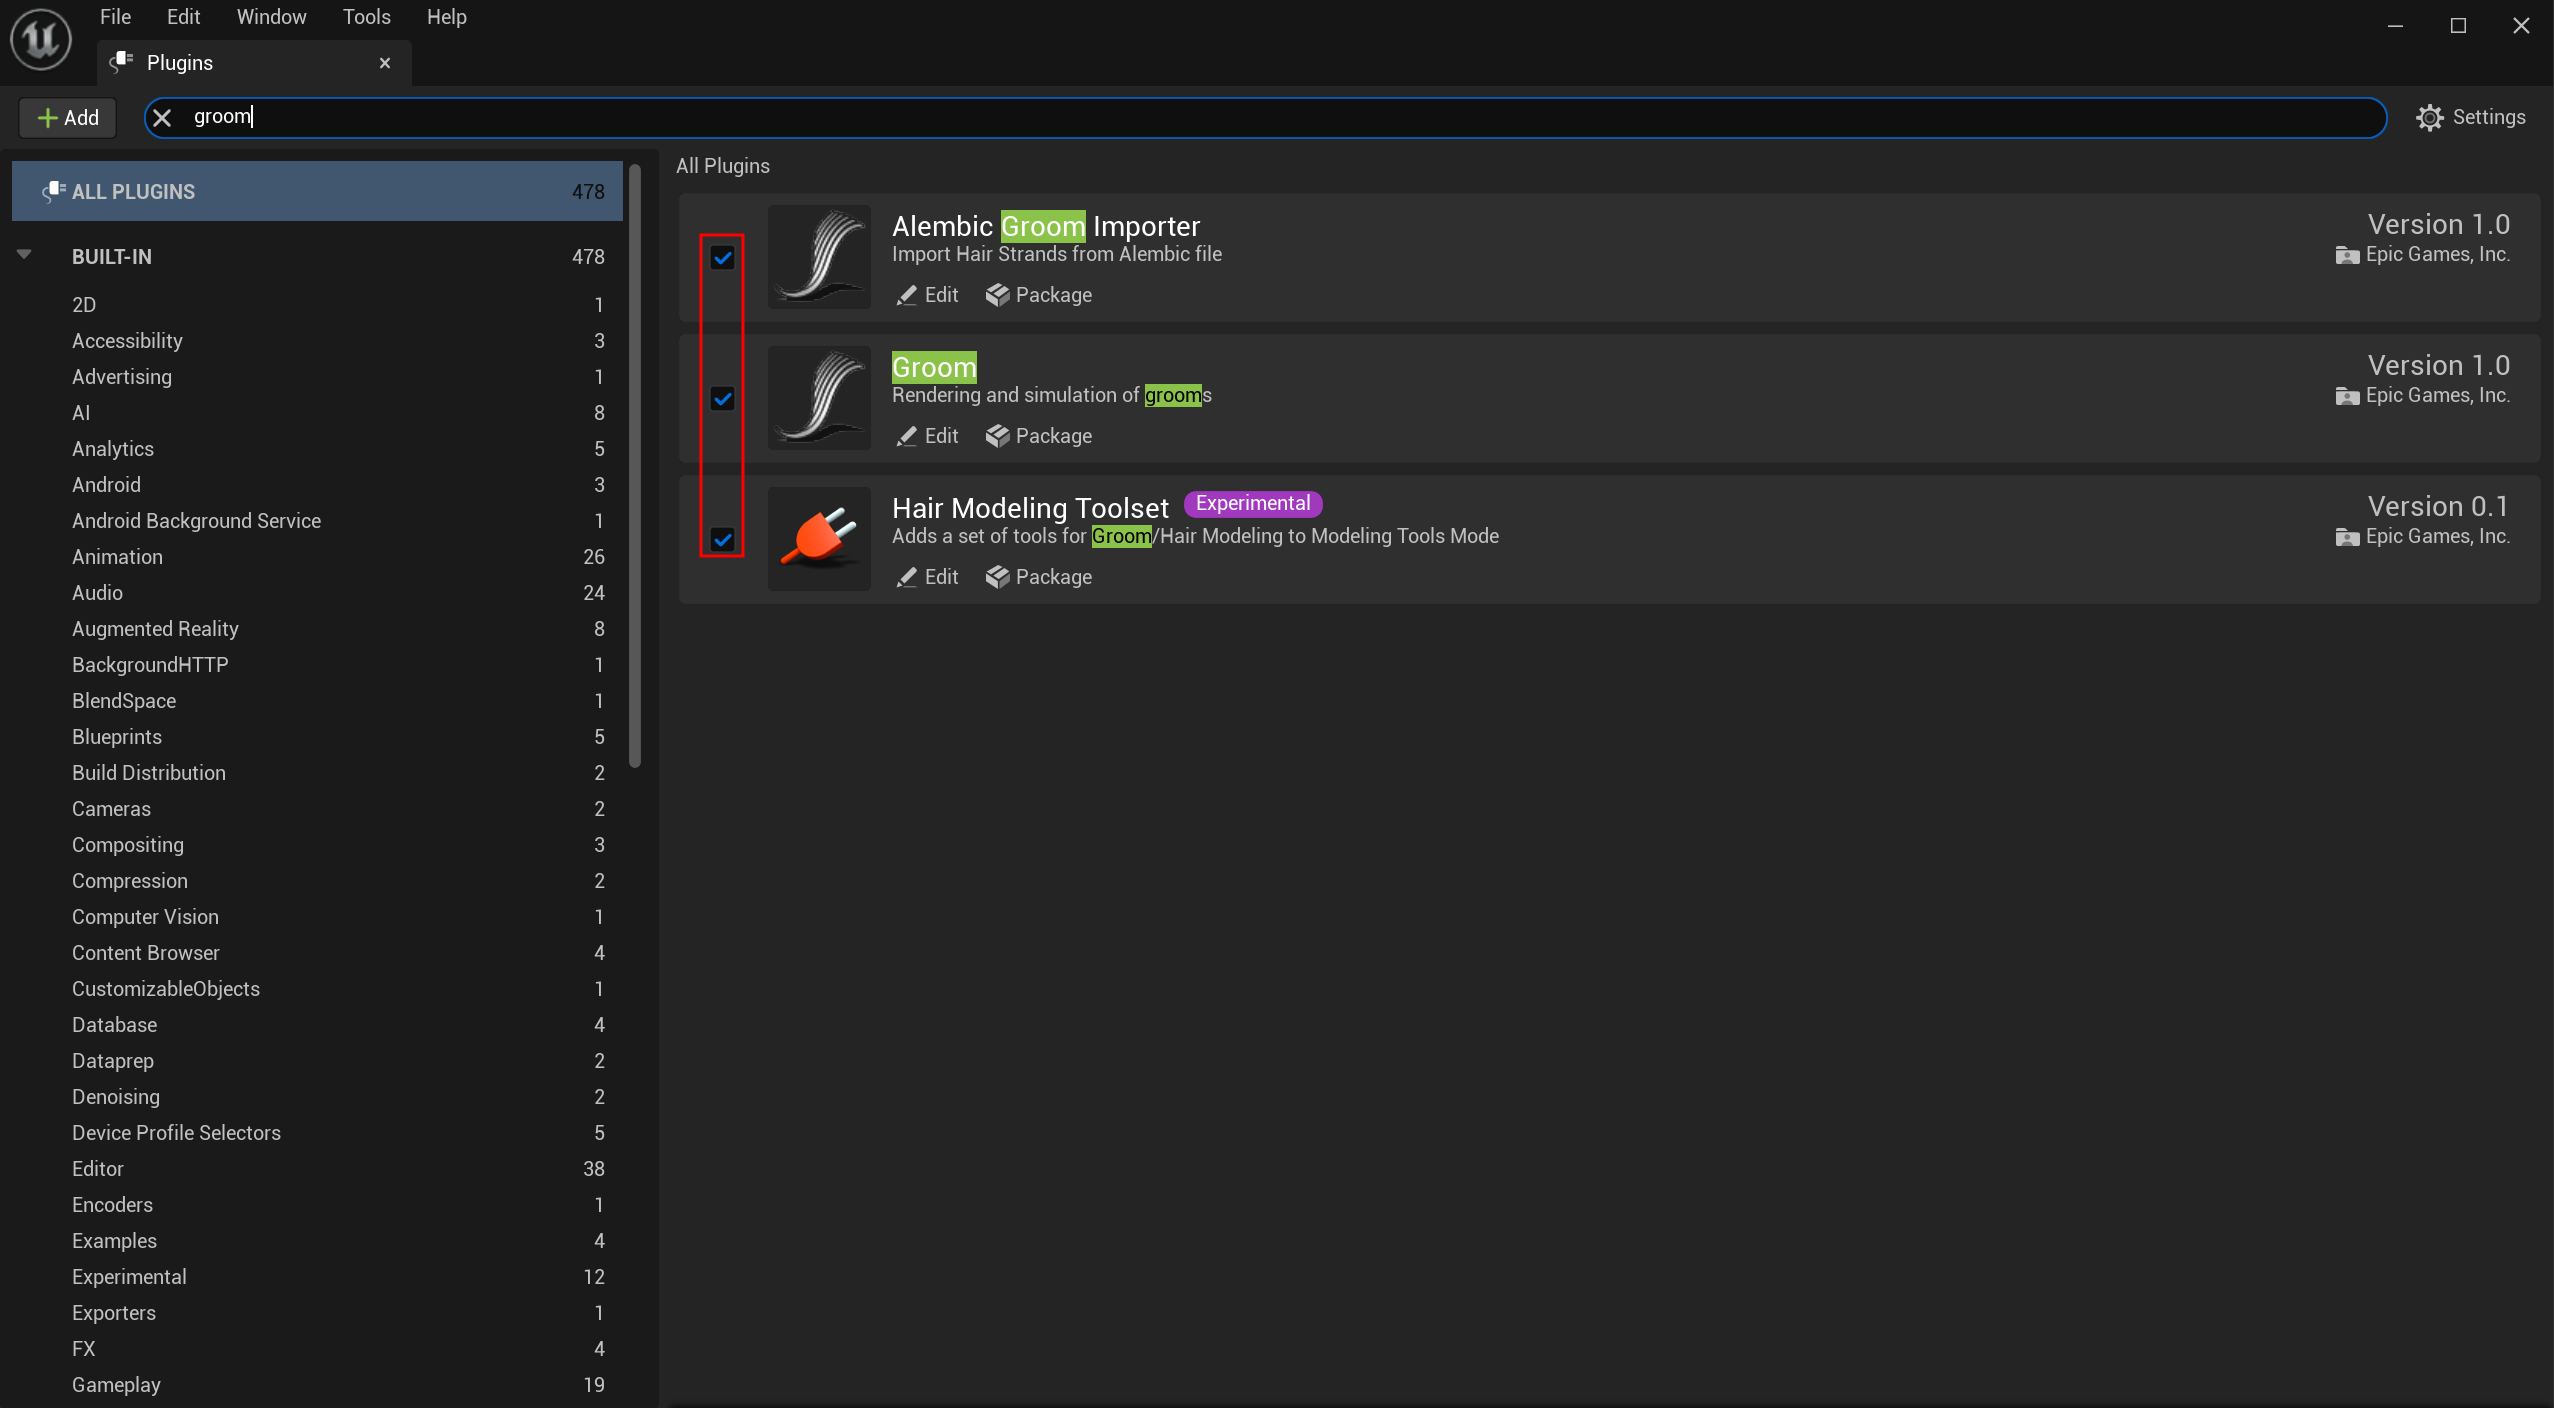 File Edit Window Tools Help
Plugins
Add
groom
Settings
ALL PLUGINS 478
BUILT-IN 478
2D 1
Accessibility 3
Advertising 1
AI 8
Analytics 5
Android 3
Android Background Service 1
Animation 26
Audio 24
Augmented Reality 8
BackgroundHTTP 1
BlendSpace 1
Blueprints 5
Build Distribution 2
Cameras 2
Compositing 3
Compression 2
Computer Vision 1
Content Browser 4
CustomizableObjects 1
Database 4
Dataprep 2
Denoising 2
Device Profile Selectors 5
Editor 38
Encoders 1
Examples 4
Experimental 12
Exporters 1
FX 4
Gameplay 19
All Plugins
Alembic Groom Importer Version 1.0
Import Hair Strands from Alembic file Epic Games, Inc.
Edit Package
Groom Version 1.0
Rendering and simulation of grooms Epic Games, Inc.
Edit Package
Hair Modeling Toolset Experimental Version 0.1
Adds a set of tools for Groom/Hair Modeling to Modeling Tools Mode Epic Games, Inc.
Edit Package